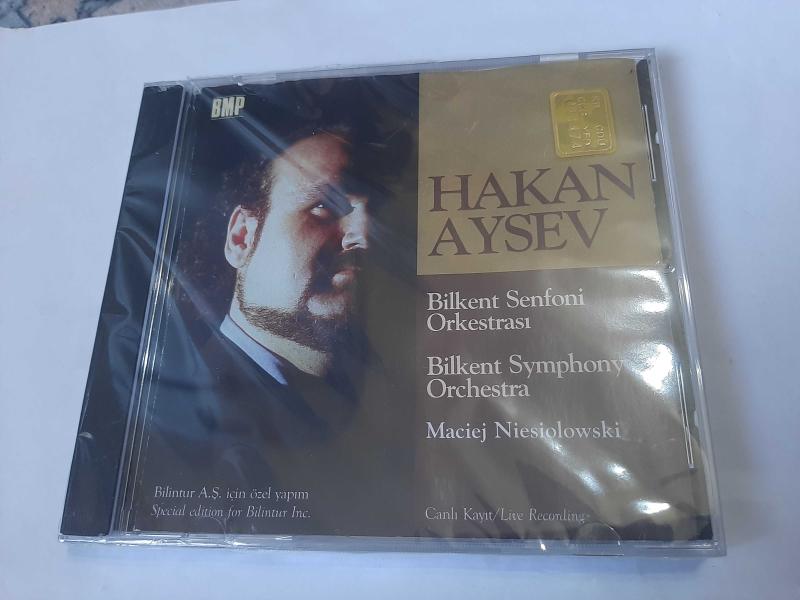 BMP
HAKAN
AYSEV
Bilkent Senfoni
Orkestrası
Bilkent Symphony
Orchestra
Maciej Niesiolowski
Bilintur A.Ş. için özel yapım
Special edition for Bilintur Inc.
Canlı Kayıt/Live Recording